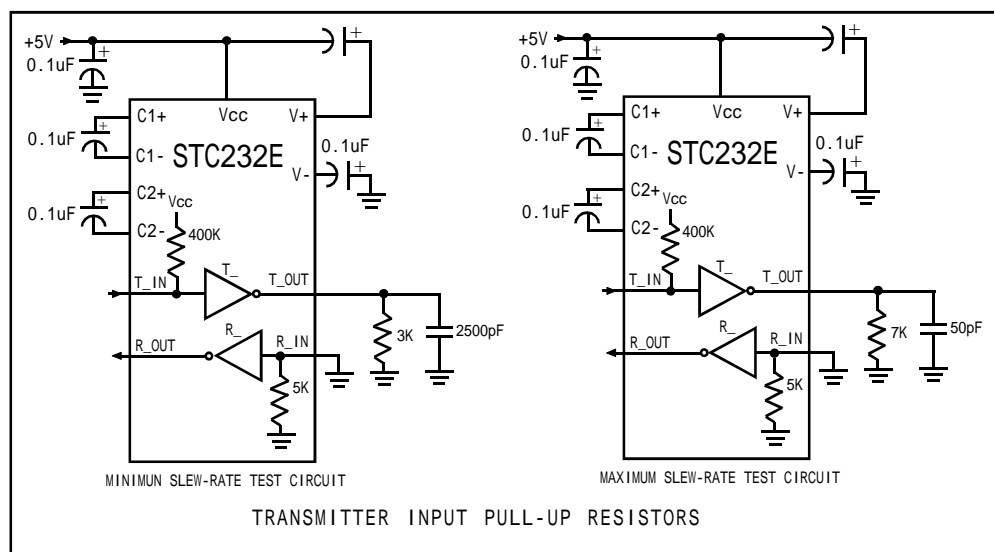 +5V
0.1uF
C1+
Vcc
V+
0.1uF
C1-
STC232E
0.1uF
V-
C2+
Vcc
0.1uF
C2-
400K
T_IN
T_
T_OUT
R_OUT
R_
R_IN
3K
2500pF
5K
MINIMUN SLEW-RATE TEST CIRCUIT
+5V
0.1uF
C1+
Vcc
V+
0.1uF
C1-
STC232E
0.1uF
V-
C2+
Vcc
0.1uF
C2-
400K
T_IN
T_
T_OUT
R_OUT
R_
R_IN
7K
50pF
5K
MAXIMUM SLEW-RATE TEST CIRCUIT
TRANSMITTER INPUT PULL-UP RESISTORS